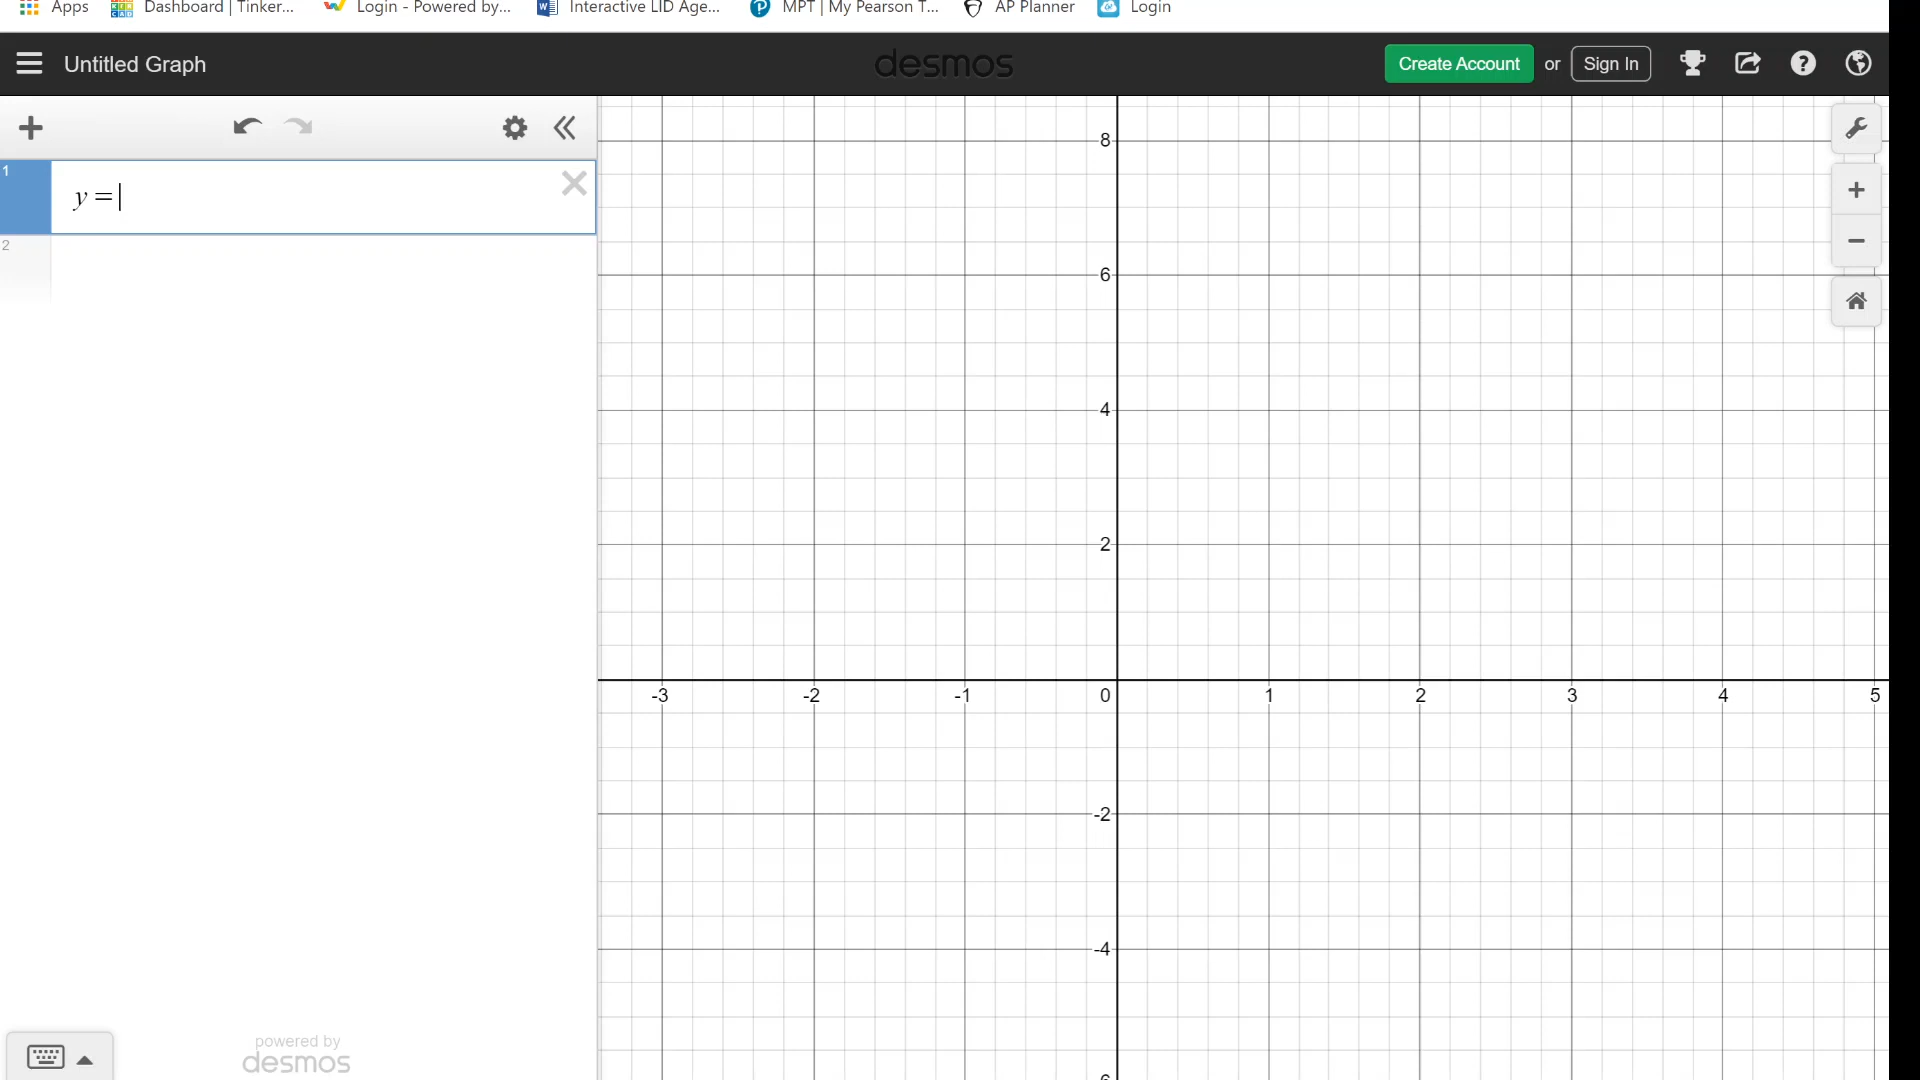 Apps Dashboard | Tinker... Login - Powered by... Interactive LID Age... MPT | My Pearson T... AP Planner Login
Untitled Graph desmos Create Account or Sign In
1 y =
2
8
6
4
2
-3 -2 -1 0 1 2 3 4 5
-2
-4
powered by
desmos